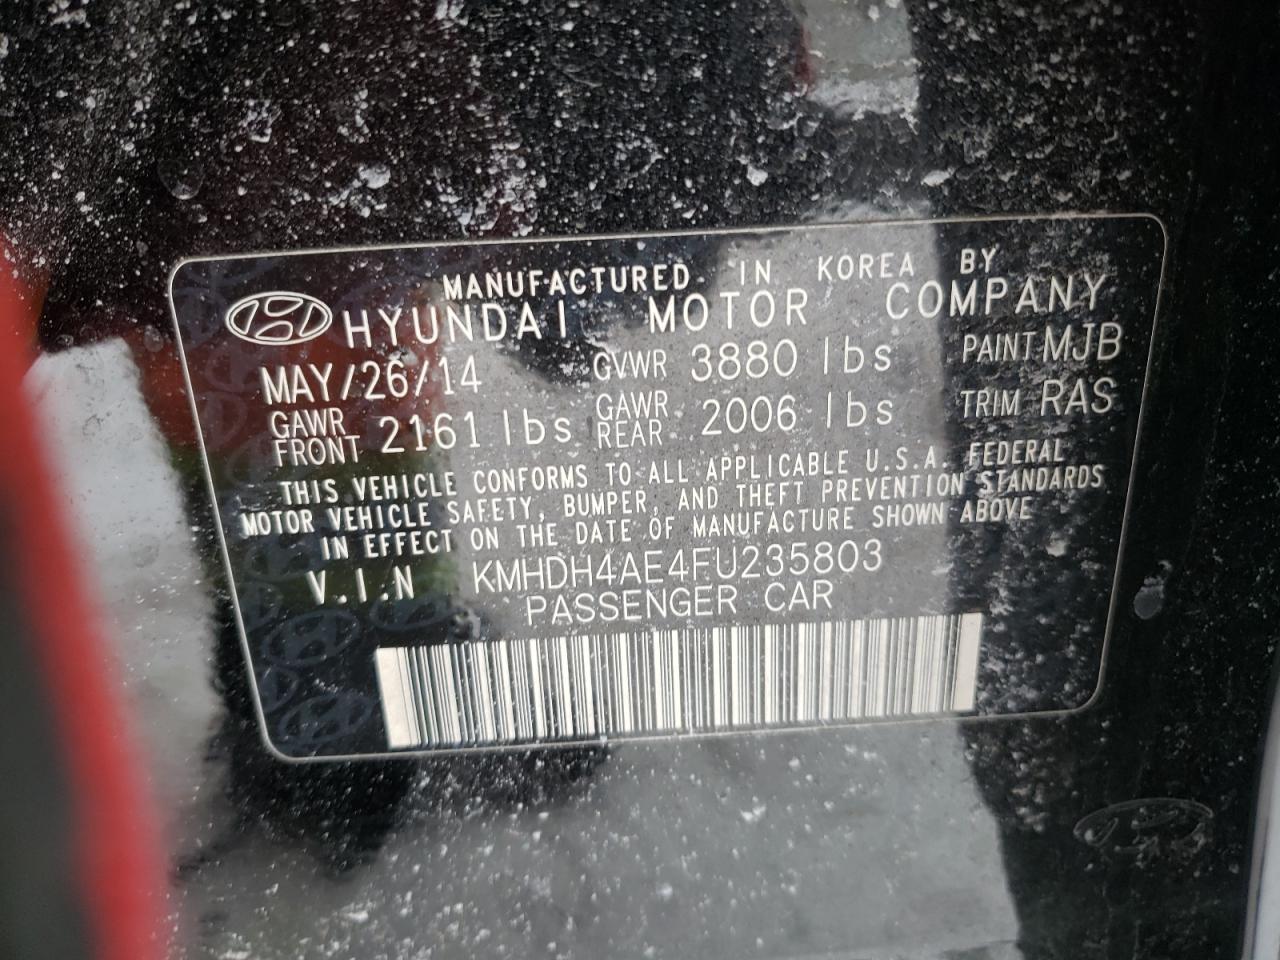 MANUFACTURED IN KOREA BY
HYUNDAI MOTOR COMPANY
MAY/26/14 GVWR 3880 lbs PAINT MJB
GAWR FRONT 2161 lbs GAWR REAR 2006 lbs TRIM RAS
THIS VEHICLE CONFORMS TO ALL APPLICABLE U.S.A. FEDERAL
MOTOR VEHICLE SAFETY, BUMPER, AND THEFT PREVENTION STANDARDS
IN EFFECT ON THE DATE OF MANUFACTURE SHOWN ABOVE
V.I.N KMHDH4AE4FU235803
PASSENGER CAR